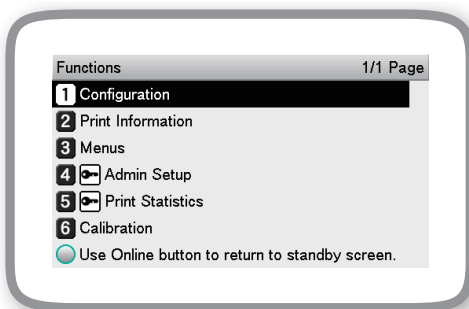 Functions 1/1 Page
1 Configuration
2 Print Information
3 Menus
4 Admin Setup
5 Print Statistics
6 Calibration
Use Online button to return to standby screen.